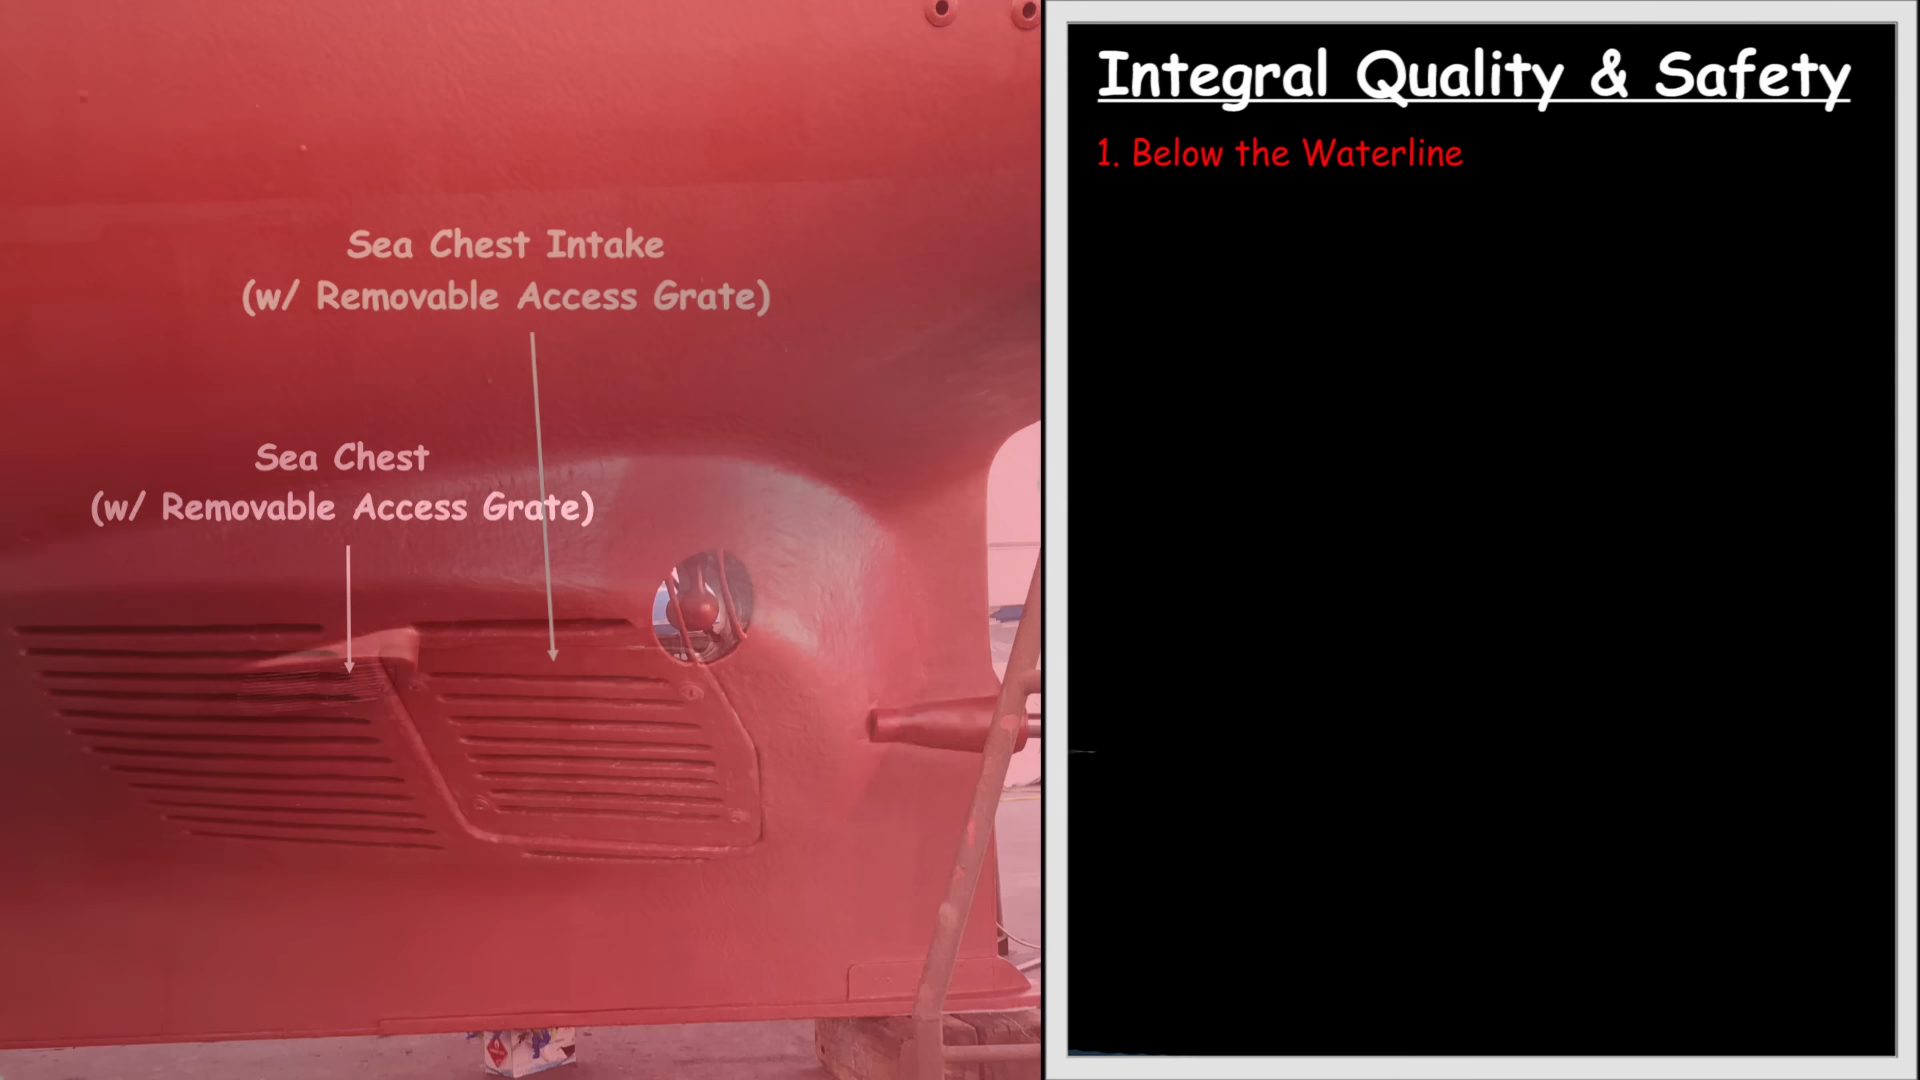 Sea Chest Intake
(w/ Removable Access Grate)
Sea Chest
(w/ Removable Access Grate)
Integral Quality & Safety
1. Below the Waterline